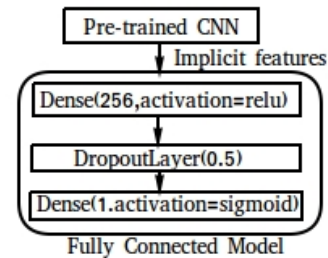 Pre-trained CNN
Implicit features
Dense(256,activation=relu)
DropoutLayer(0.5)
Dense(1.activation=sigmoid)
Fully Connected Model